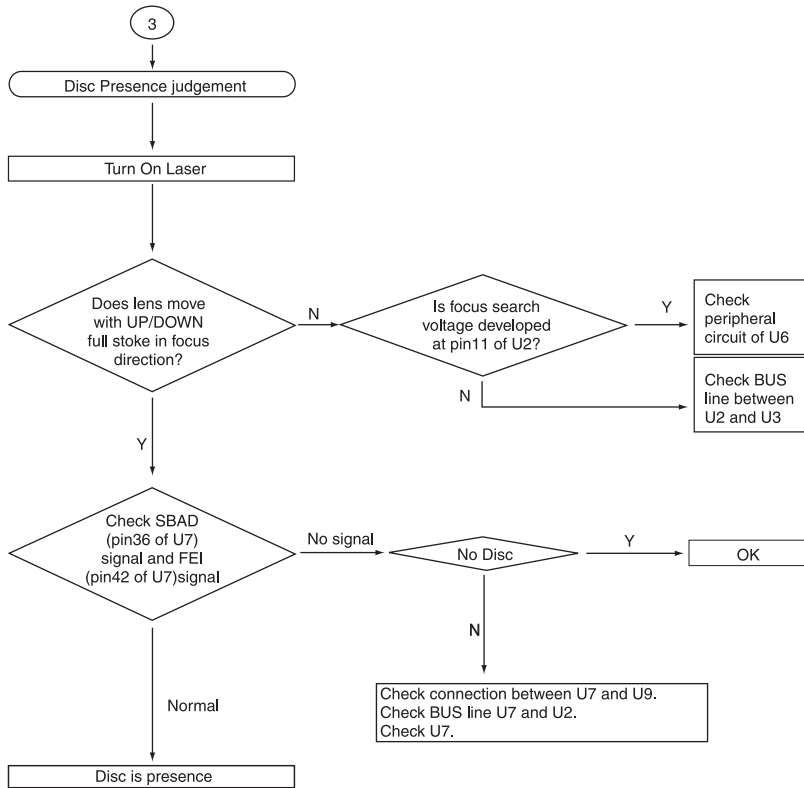 3
Disc Presence judgement
Turn On Laser
Does lens move
with UP/DOWN
full stoke in focus
direction?
N
Is focus search
voltage developed
at pin11 of U2?
Y
Check
peripheral
circuit of U6
N
Check BUS
line between
U2 and U3
Y
Check SBAD
(pin36 of U7)
signal and FEI
(pin42 of U7)signal
No signal
No Disc
Y
OK
N
Check connection between U7 and U9.
Check BUS line U7 and U2.
Check U7.
Normal
Disc is presence